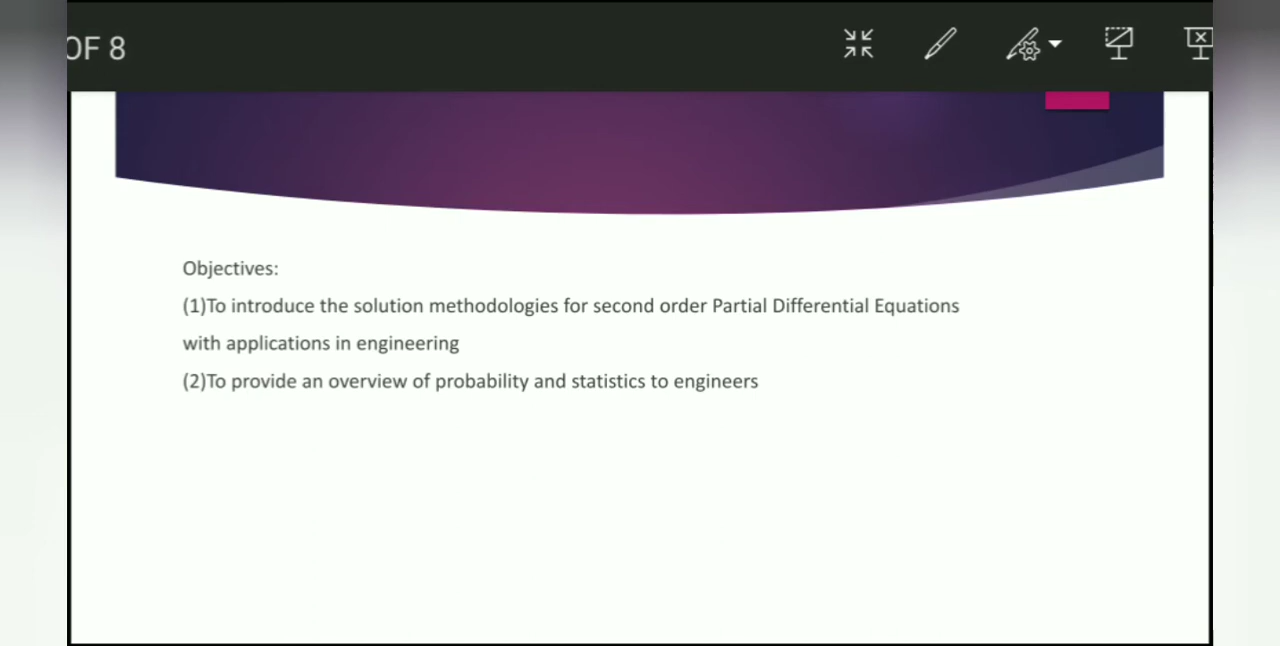 OF 8
Objectives:
(1)To introduce the solution methodologies for second order Partial Differential Equations
with applications in engineering
(2)To provide an overview of probability and statistics to engineers